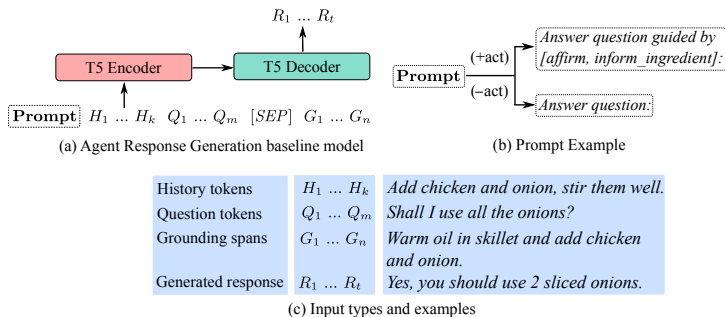 R1 ... Rt
T5 Encoder
T5 Decoder
Prompt H1 ... Hk Q1 ... Qm [SEP] G1 ... Gn
(a) Agent Response Generation baseline model
Prompt
(+act)
(–act)
Answer question guided by
[affirm, inform_ingredient]:
Answer question:
(b) Prompt Example
History tokens H1 ... Hk Add chicken and onion, stir them well.
Question tokens Q1 ... Qm Shall I use all the onions?
Grounding spans G1 ... Gn Warm oil in skillet and add chicken
and onion.
Generated response R1 ... Rt Yes, you should use 2 sliced onions.
(c) Input types and examples